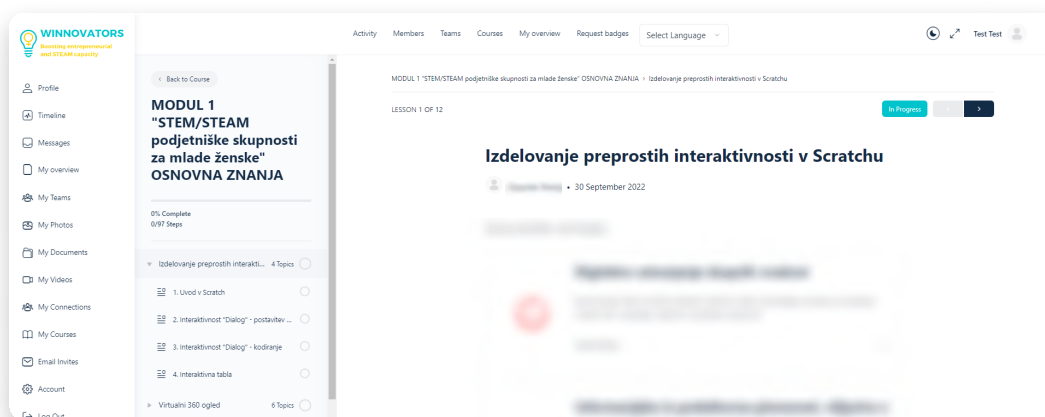 WINNOVATORS
Boosting entrepreneurial
and STEAM capacity
Activity
Members
Teams
Courses
My overview
Request badges
Select Language
Test Test
Profile
Timeline
Messages
My overview
My Teams
My Photos
My Documents
My Videos
My Connections
My Courses
Email Invites
Account
Log Out
‹ Back to Course
MODUL 1
"STEM/STEAM
podjetniške skupnosti
za mlade ženske"
OSNOVNA ZNANJA
0% Complete
0/97 Steps
Izdelovanje preprostih interakti... 4 Topics
1. Uvod v Scratch
2. Interaktivnost "Dialog" - postavitev ...
3. Interaktivnost "Dialog" - kodiranje
4. Interaktivna tabla
Virtualni 360 ogled 6 Topics
MODUL 1 "STEM/STEAM podjetniške skupnosti za mlade ženske" OSNOVNA ZNANJA › Izdelovanje preprostih interaktivnosti v Scratchu
LESSON 1 OF 12
In Progress
Izdelovanje preprostih interaktivnosti v Scratchu
• 30 September 2022